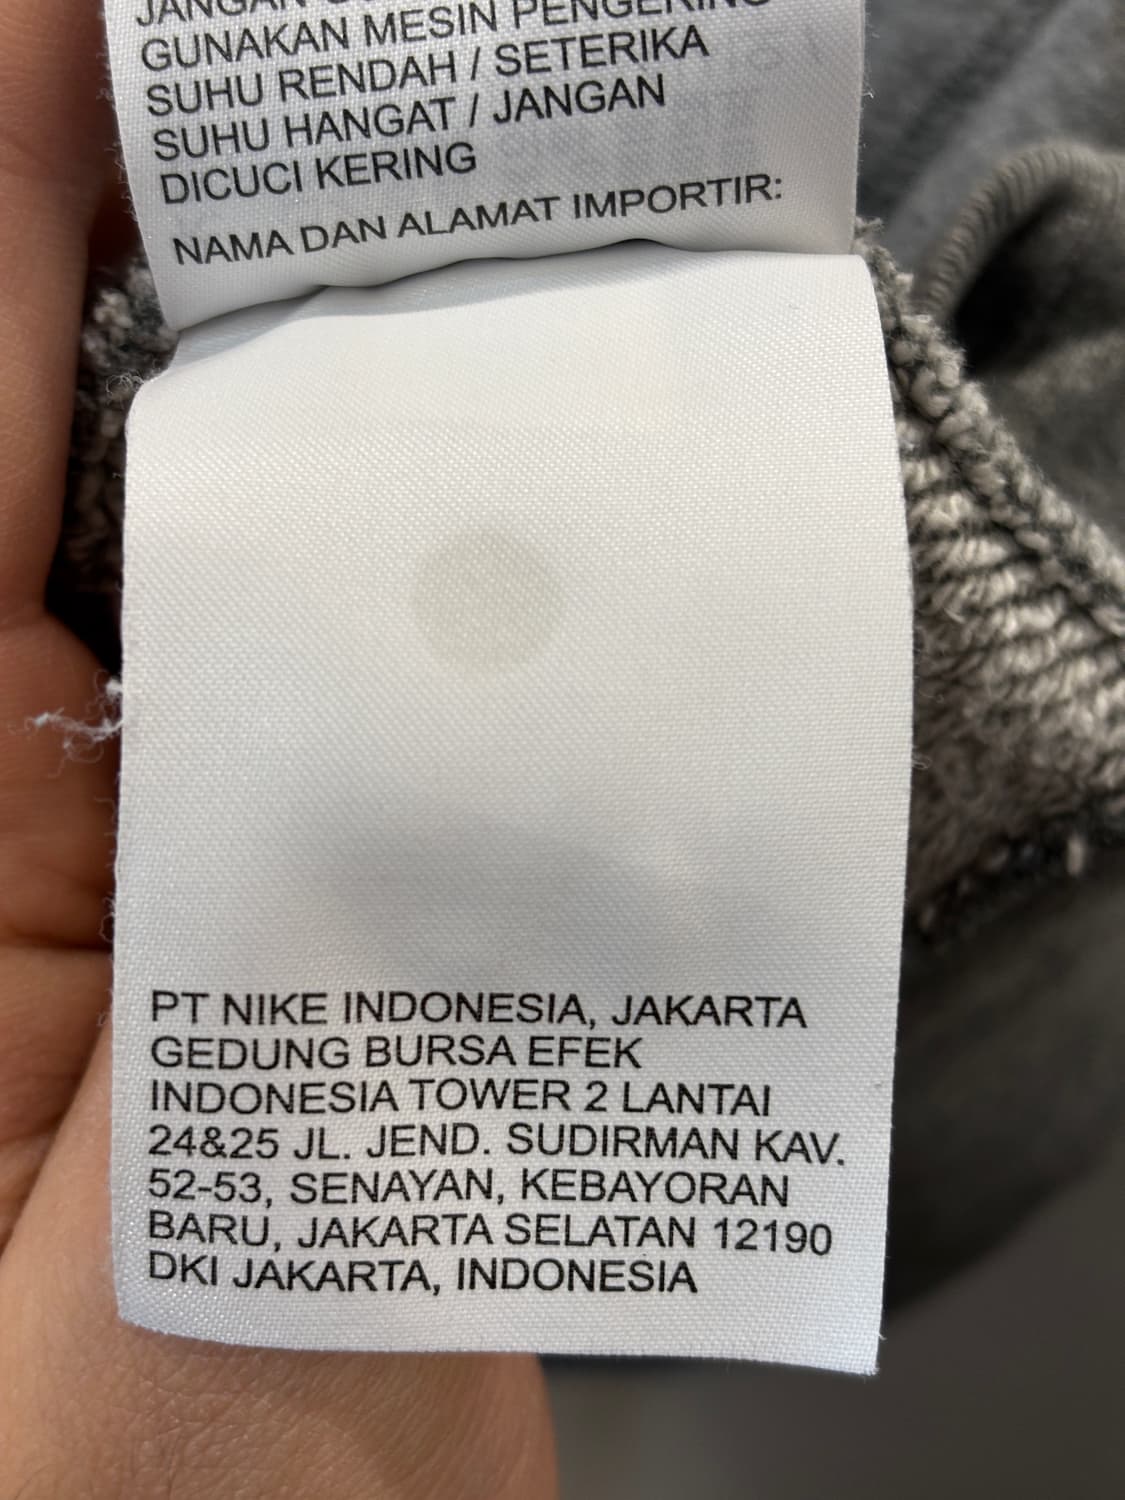 JANGAN
GUNAKAN MESIN PENGERING
SUHU RENDAH / SETERIKA
SUHU HANGAT / JANGAN
DICUCI KERING
NAMA DAN ALAMAT IMPORTIR:
PT NIKE INDONESIA, JAKARTA
GEDUNG BURSA EFEK
INDONESIA TOWER 2 LANTAI
24&25 JL. JEND. SUDIRMAN KAV.
52-53, SENAYAN, KEBAYORAN
BARU, JAKARTA SELATAN 12190
DKI JAKARTA, INDONESIA